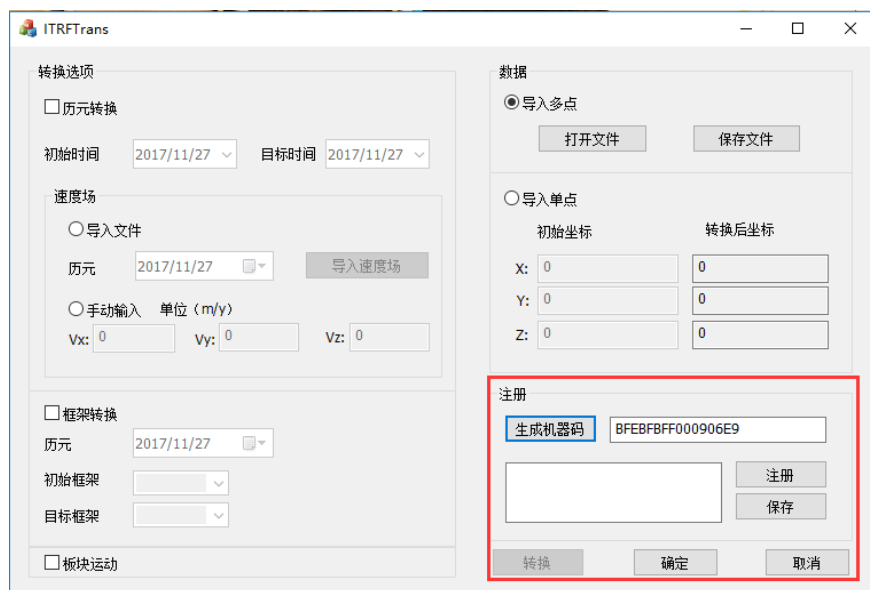 ITRFTrans
转换选项
历元转换
初始时间 2017/11/27 目标时间 2017/11/27
速度场
导入文件
历元 2017/11/27 导入速度场
手动输入 单位（m/y）
Vx: 0 Vy: 0 Vz: 0
框架转换
历元 2017/11/27
初始框架
目标框架
板块运动
数据
导入多点
打开文件 保存文件
导入单点
初始坐标 转换后坐标
X: 0 0
Y: 0 0
Z: 0 0
注册
生成机器码 BFEBFBFF000906E9
注册
保存
转换 确定 取消